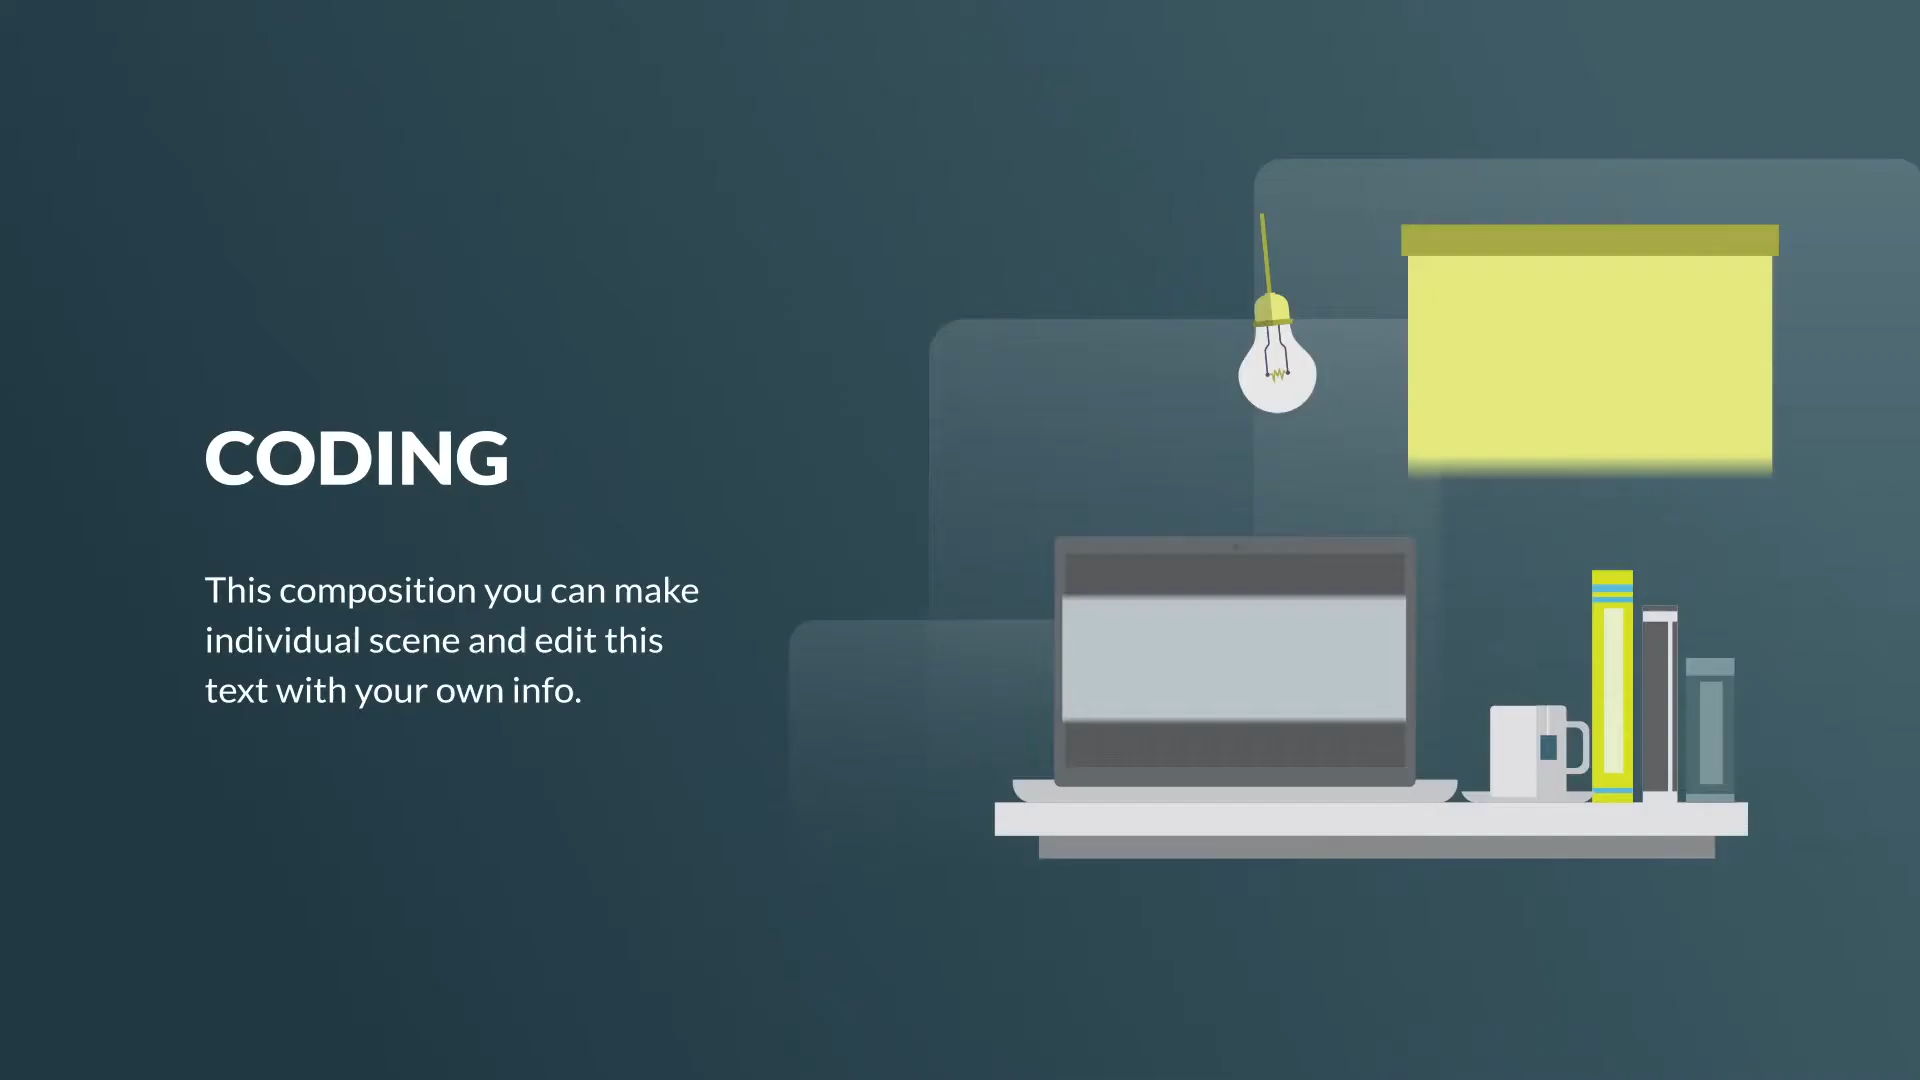 CODING
This composition you can make
individual scene and edit this
text with your own info.